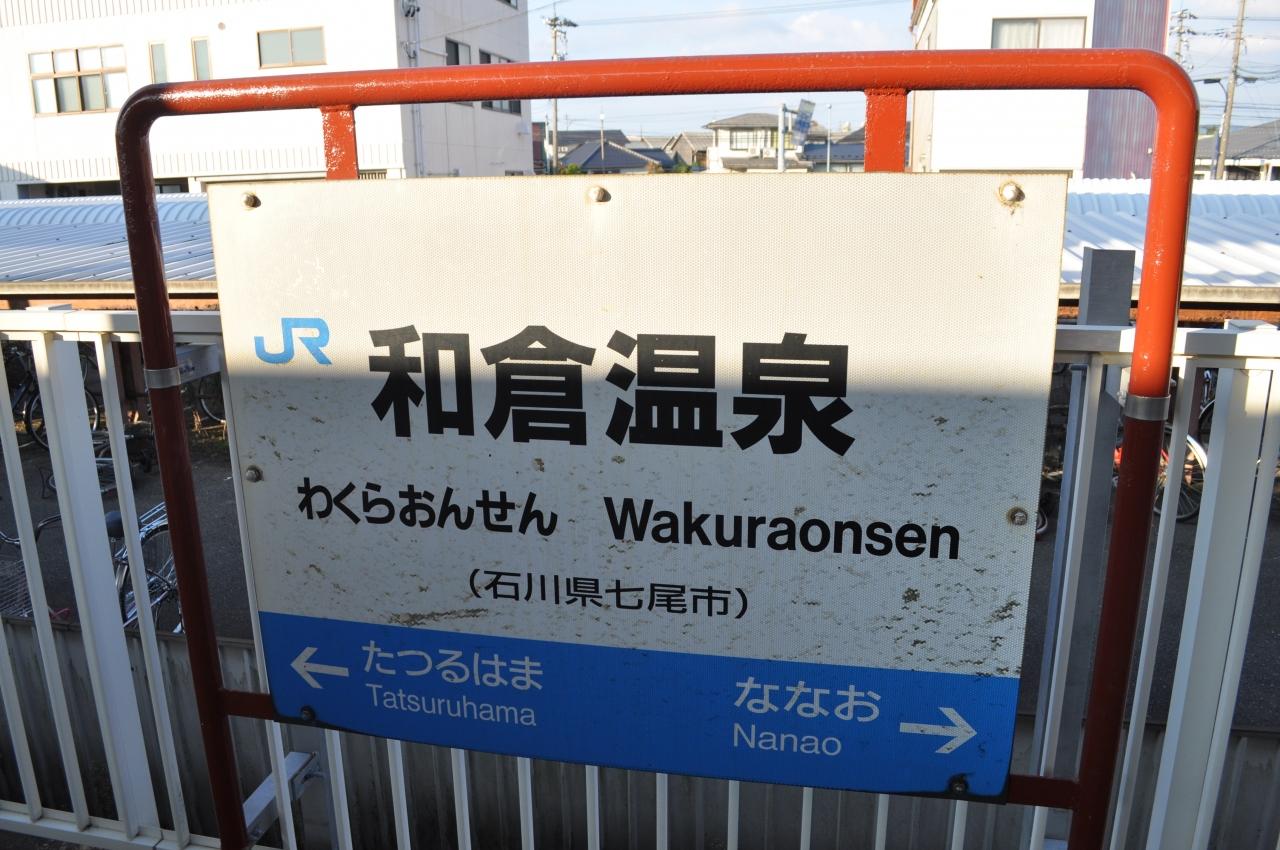 JR 和倉温泉
わくらおんせん Wakuraonsen
(石川県七尾市)
← たつるはま
Tatsuruhama
ななお →
Nanao